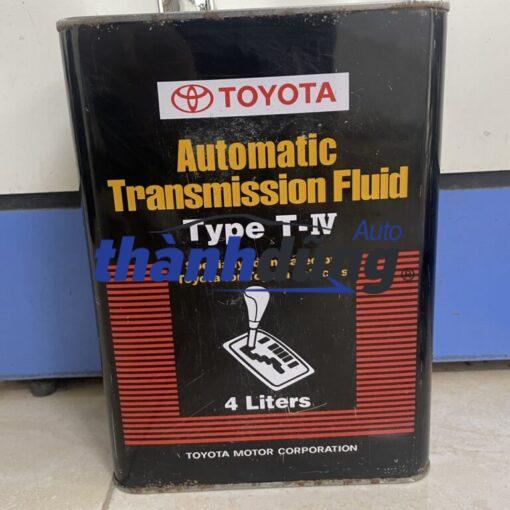 TOYOTA
Automatic
Transmission Fluid
Type T-IV
Auto
thànhdũng
®
4 Liters
TOYOTA MOTOR CORPORATION